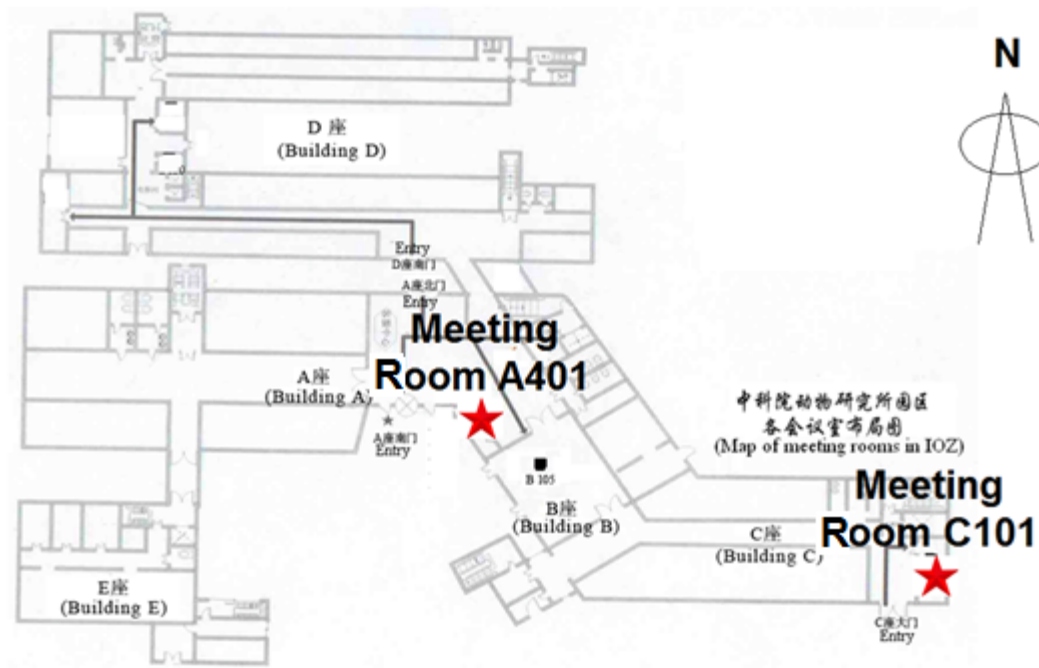 N
D 座
(Building D)
Entry
D座南门
A座北门
Entry
Meeting
Room A401
A座
(Building A)
A座南门
Entry
中科院动物研究所园区
各会议室布局图
(Map of meeting rooms in IOZ)
B 105
B座
(Building B)
Meeting
Room C101
C座
(Building C)
E座
(Building E)
C座大门
Entry